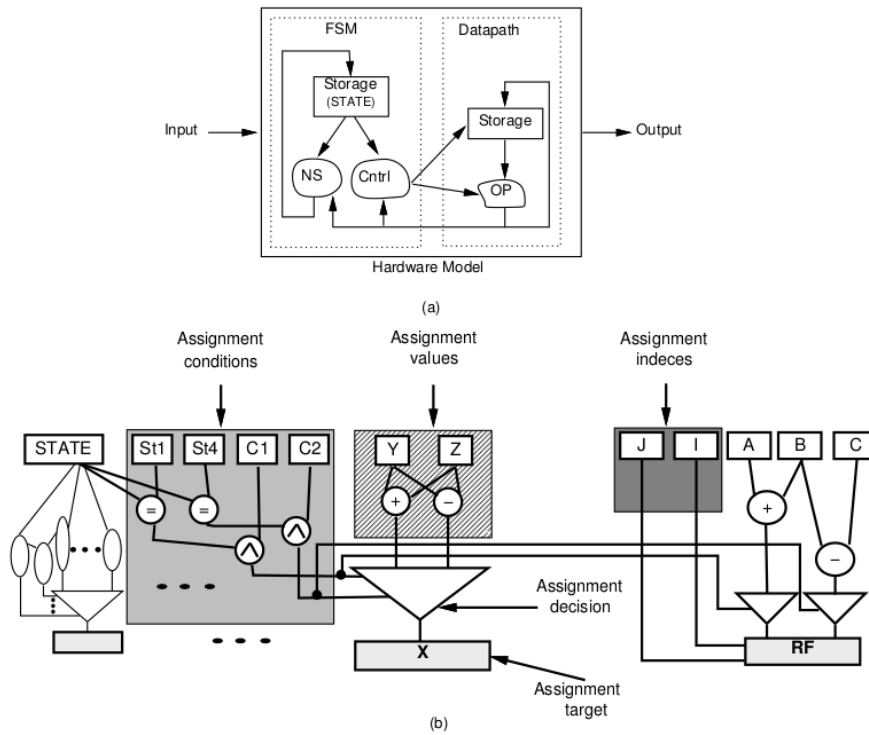 FSM
Datapath
Storage
(STATE)
Input
Storage
Output
NS
Cntrl
OP
Hardware Model
(a)
Assignment
conditions
Assignment
values
Assignment
indeces
STATE
St1
St4
C1
C2
Y
Z
J
I
A
B
C
=
=
∧
∧
+
−
+
−
Assignment
decision
X
RF
Assignment
target
(b)